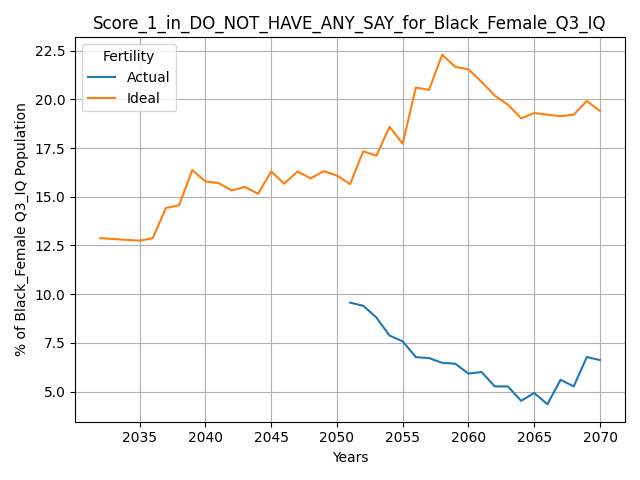 Score_1_in_DO_NOT_HAVE_ANY_SAY_for_Black_Female_Q3_IQ
Fertility
Actual
Ideal
% of Black_Female Q3_IQ Population
22.5
20.0
17.5
15.0
12.5
10.0
7.5
5.0
2035 2040 2045 2050 2055 2060 2065 2070
Years